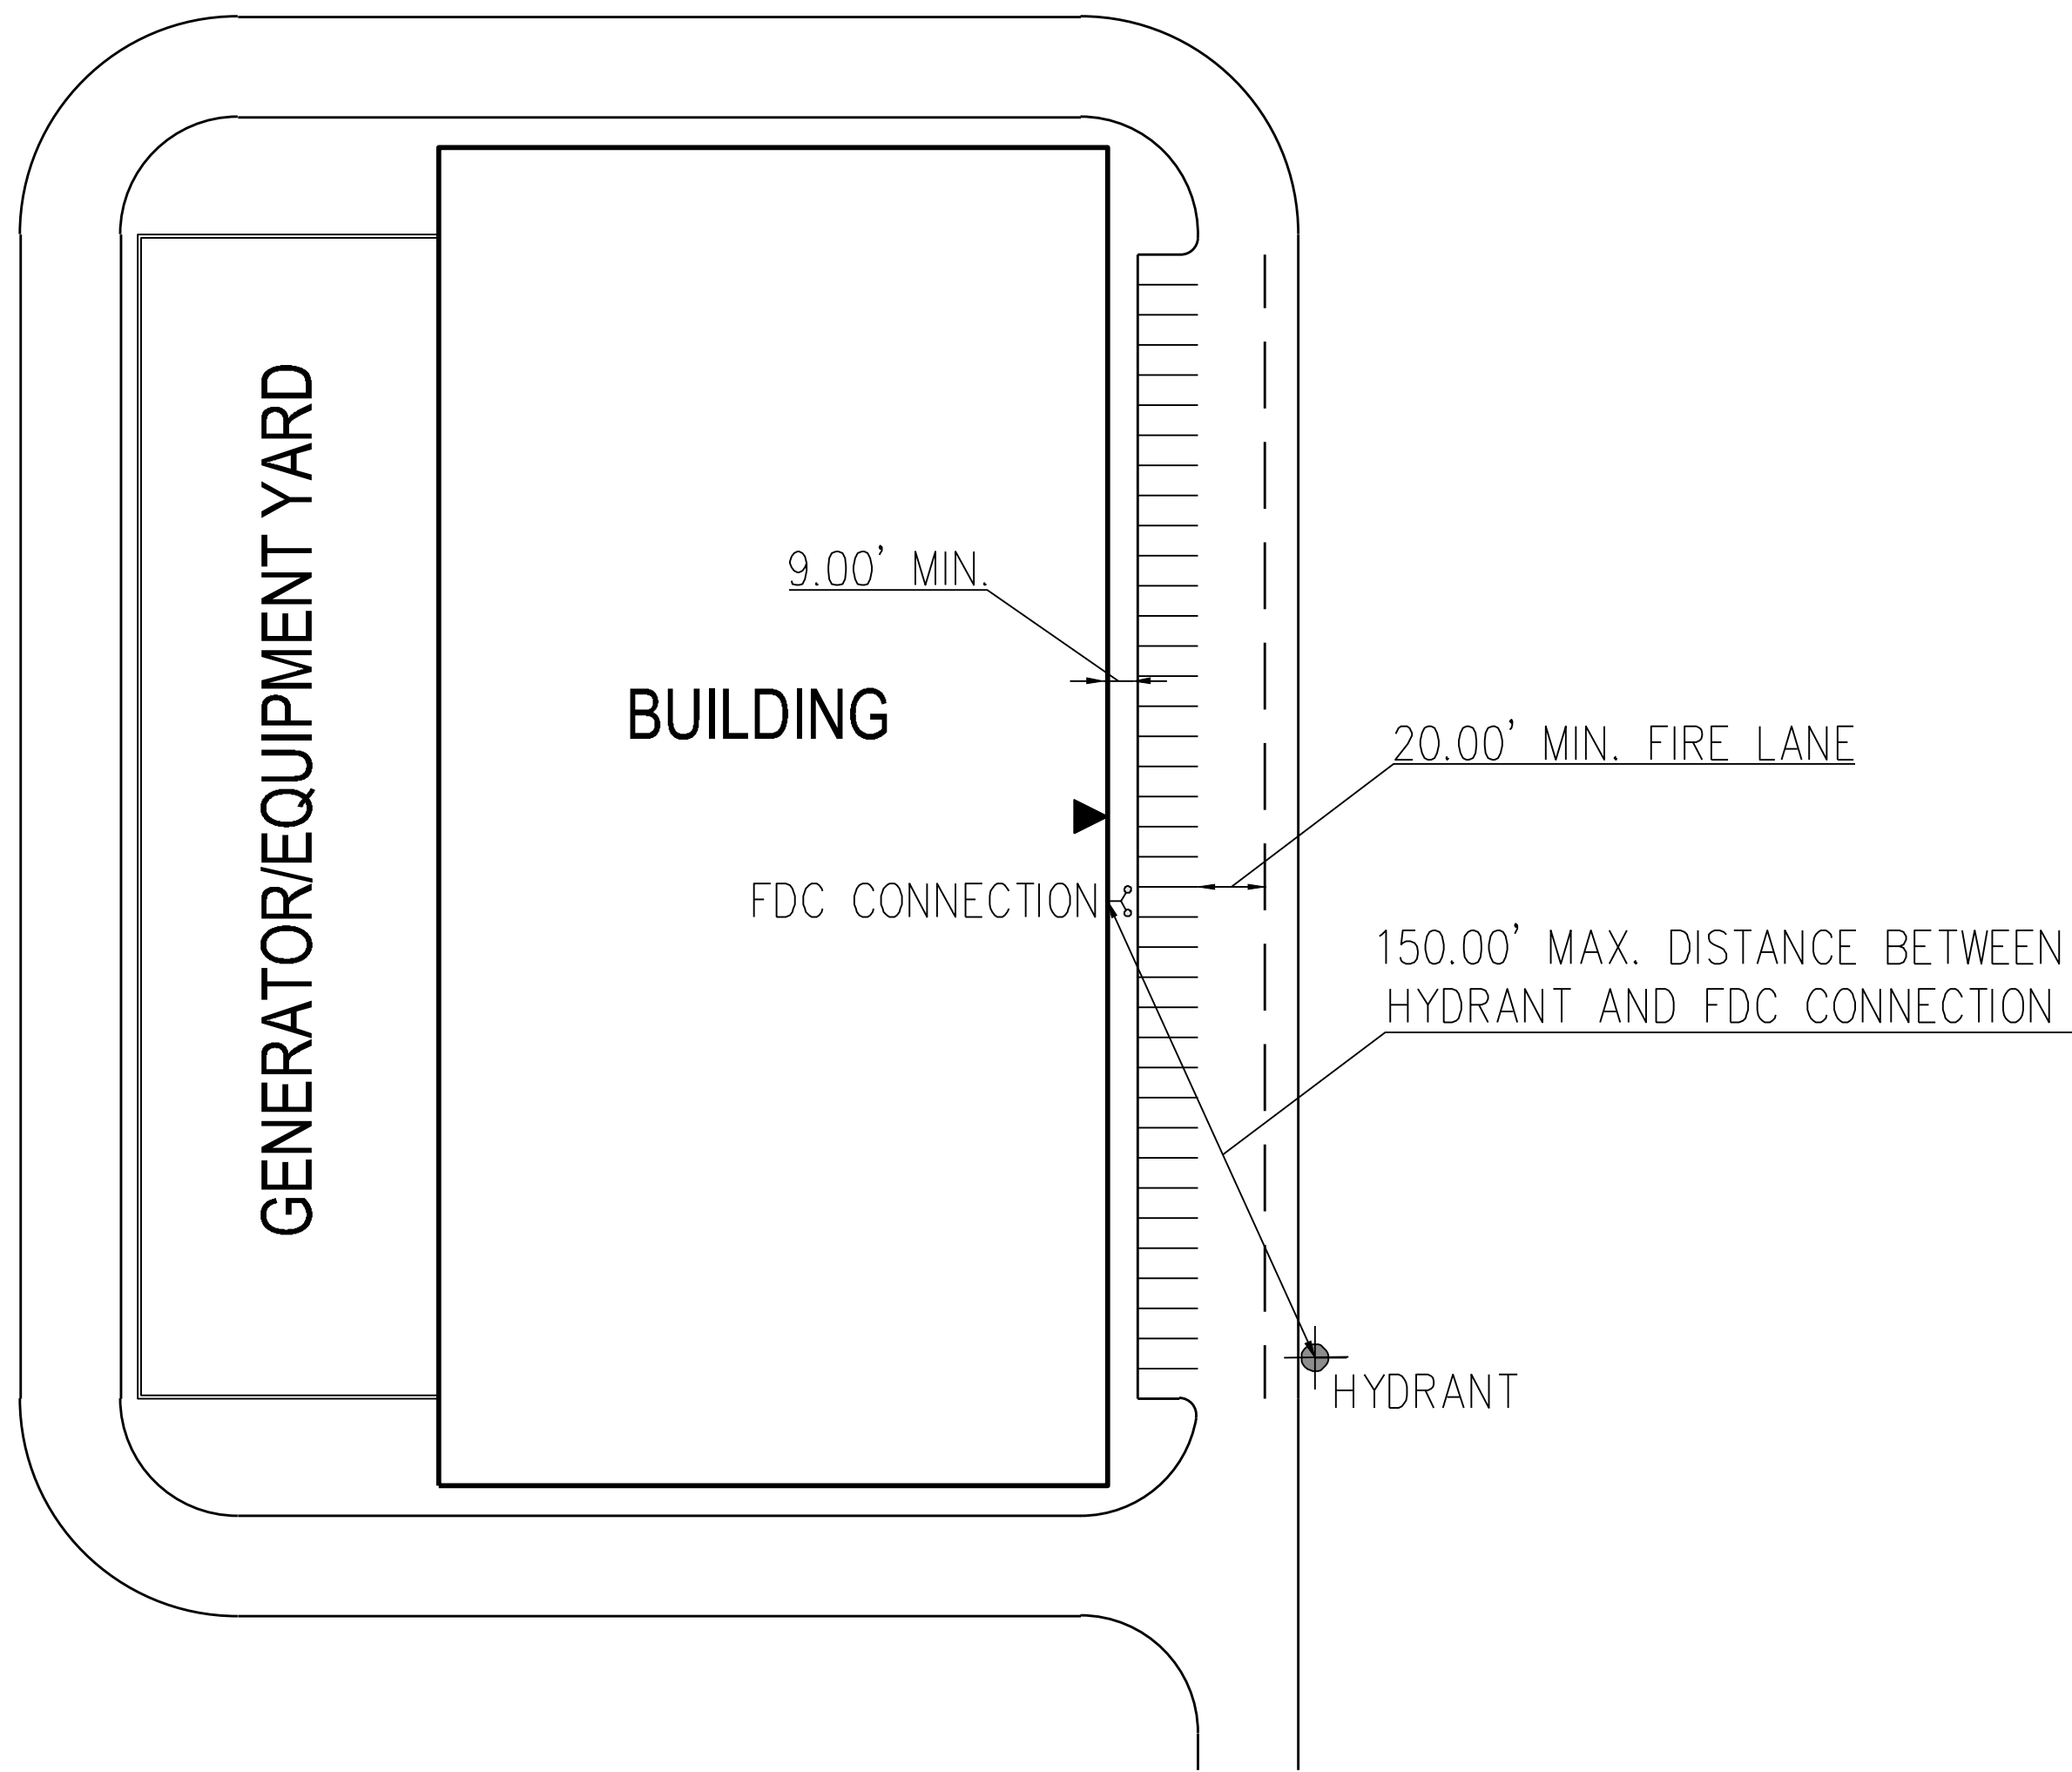 GENERATOR/EQUIPMENT YARD
9.00' MIN.
BUILDING
20.00' MIN. FIRE LANE
FDC CONNECTION
150.00' MAX. DISTANCE BETWEEN
HYDRANT AND FDC CONNECTION
HYDRANT